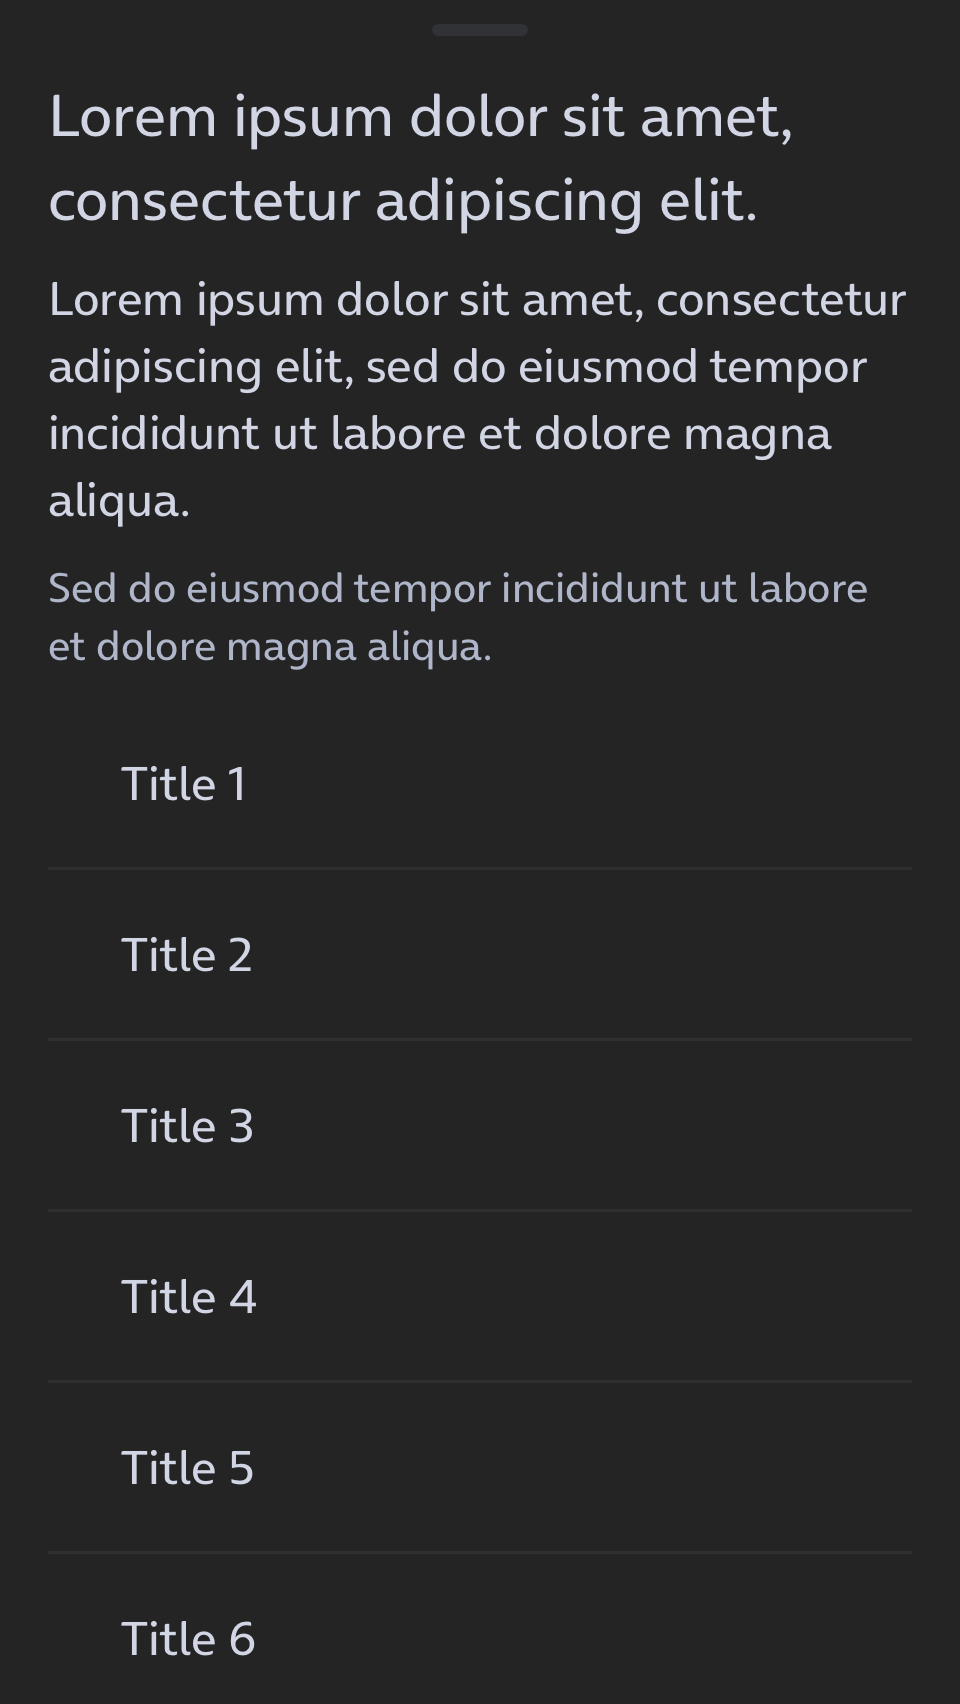 Lorem ipsum dolor sit amet,
consectetur adipiscing elit.
Lorem ipsum dolor sit amet, consectetur
adipiscing elit, sed do eiusmod tempor
incididunt ut labore et dolore magna
aliqua.
Sed do eiusmod tempor incididunt ut labore
et dolore magna aliqua.
Title 1
Title 2
Title 3
Title 4
Title 5
Title 6